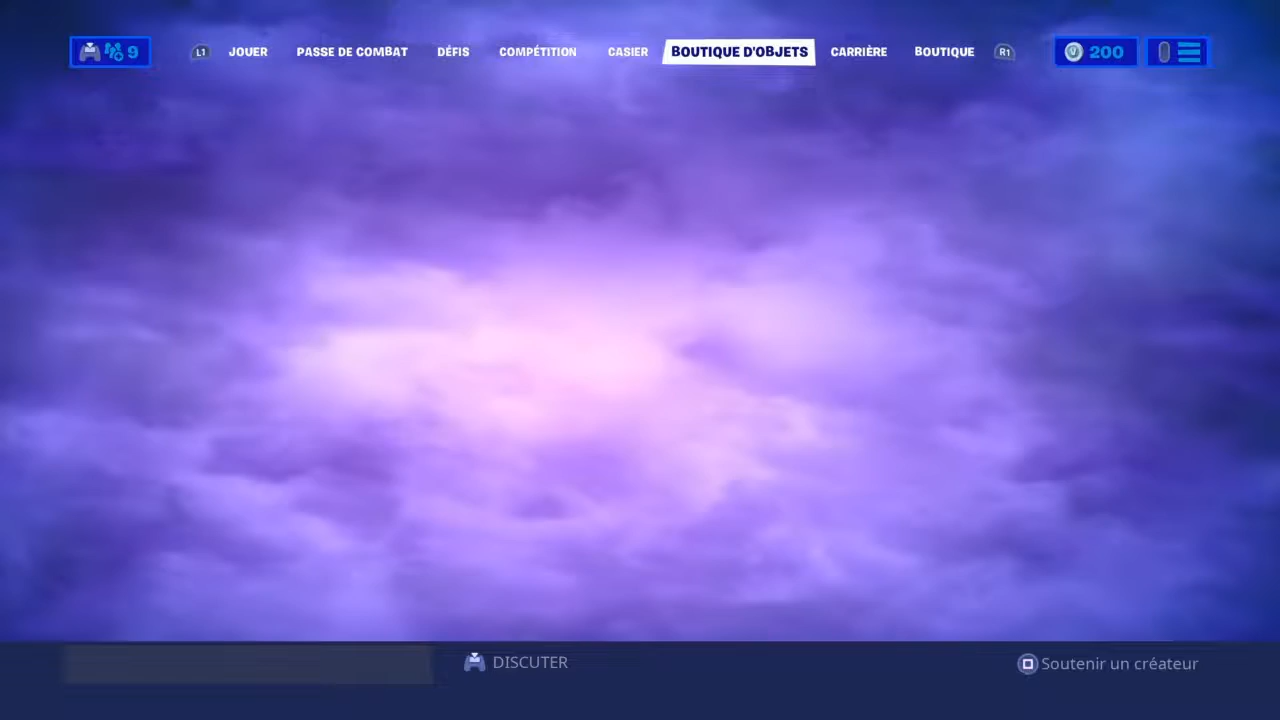 9 L1 JOUER PASSE DE COMBAT DÉFIS COMPÉTITION CASIER BOUTIQUE D'OBJETS CARRIÈRE BOUTIQUE R1 200
DISCUTER Soutenir un créateur